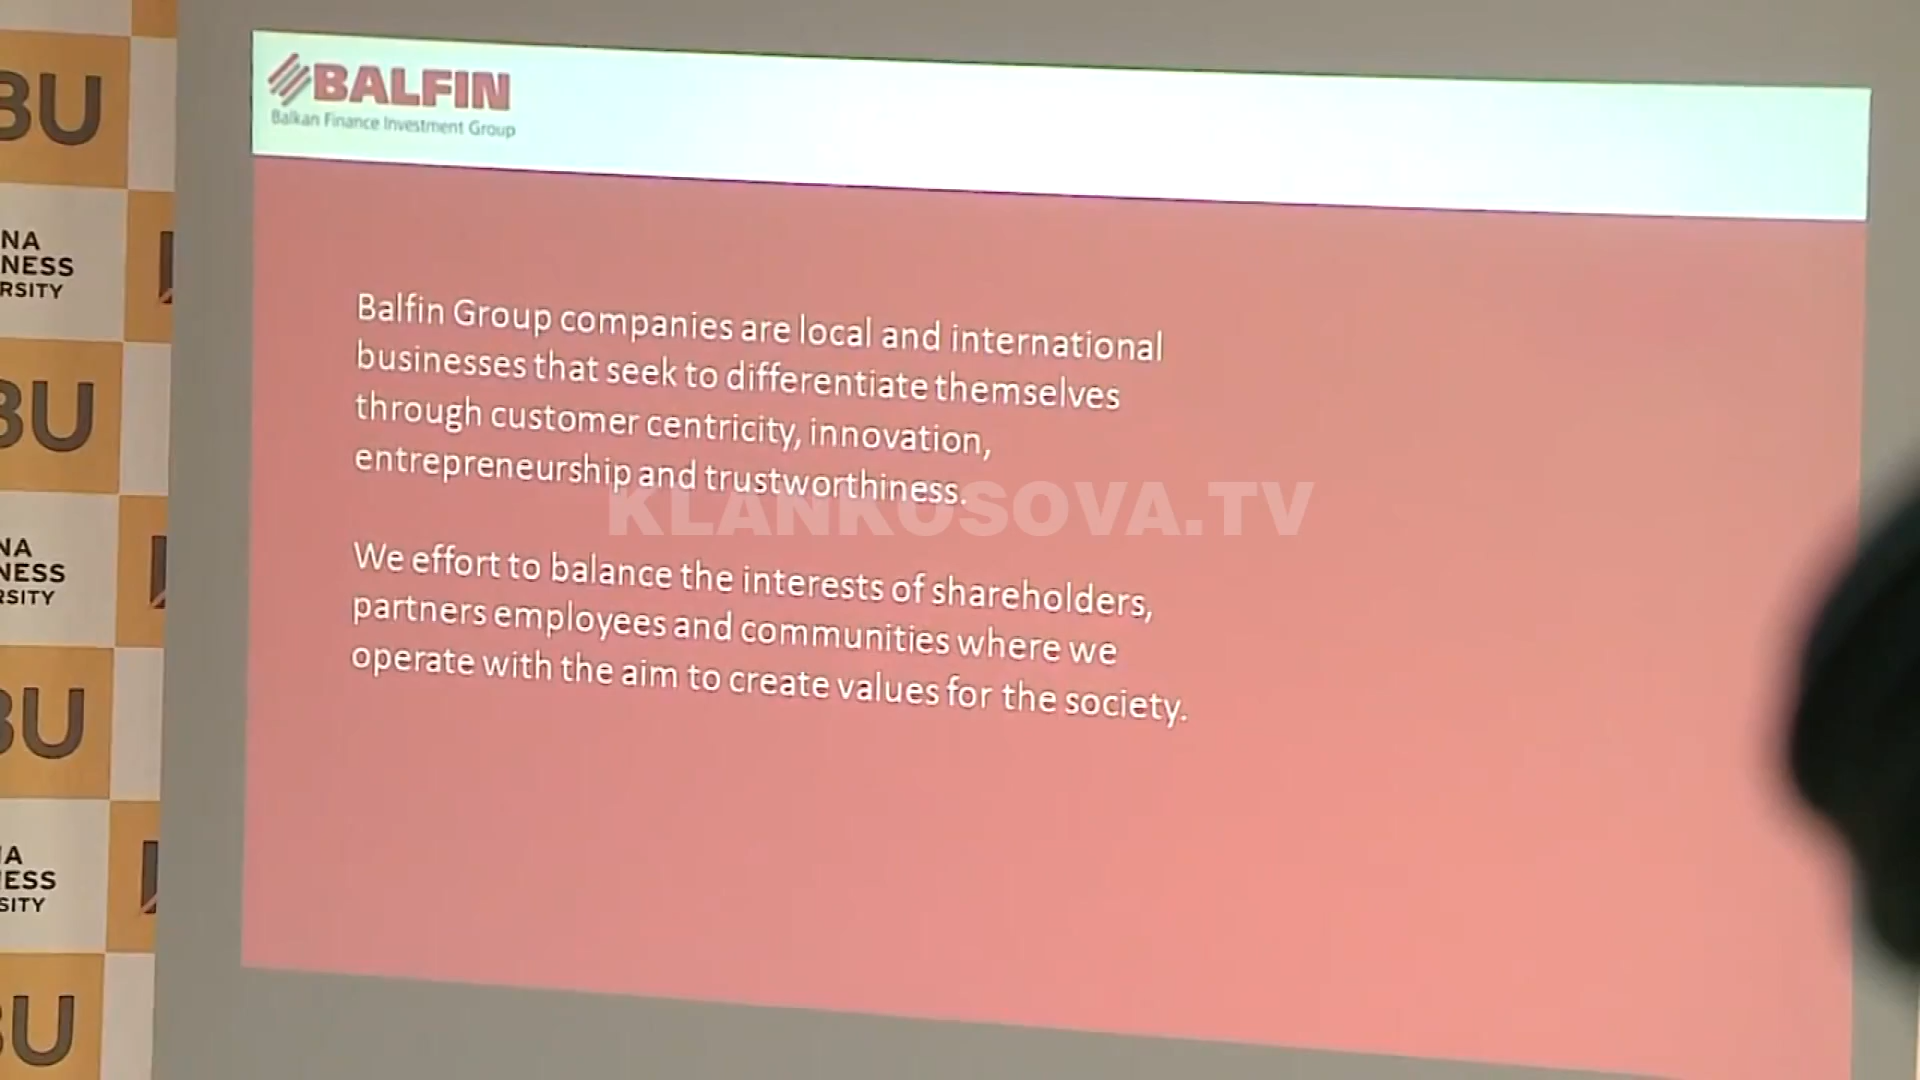 BALFIN
Balkan Finance Investment Group
Balfin Group companies are local and international
businesses that seek to differentiate themselves
through customer centricity, innovation,
entrepreneurship and trustworthiness.
We effort to balance the interests of shareholders,
partners employees and communities where we
operate with the aim to create values for the society.
KLANKOSOVA.TV
BU
NA
NESS
RSITY
BU
NA
NESS
RSITY
BU
NA
NESS
SITY
BU